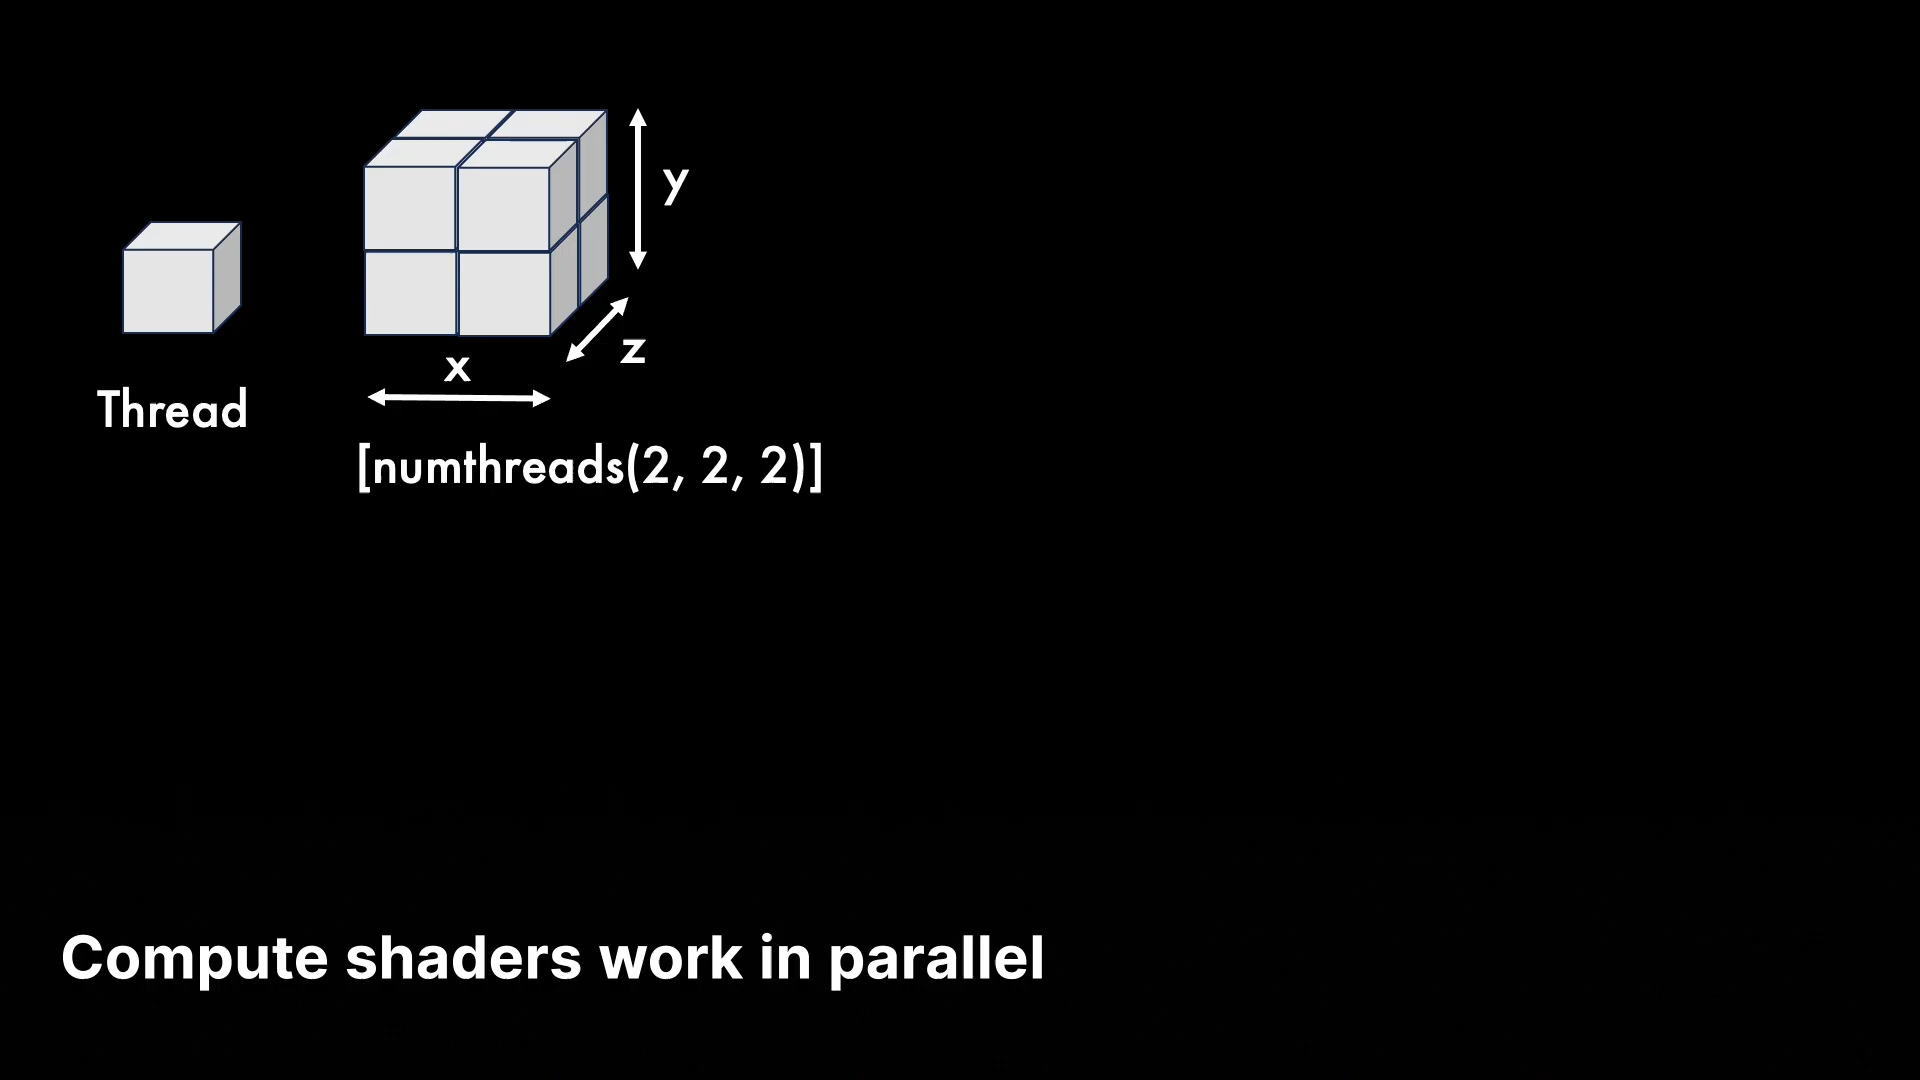 y
z
x
Thread
[numthreads(2, 2, 2)]
Compute shaders work in parallel